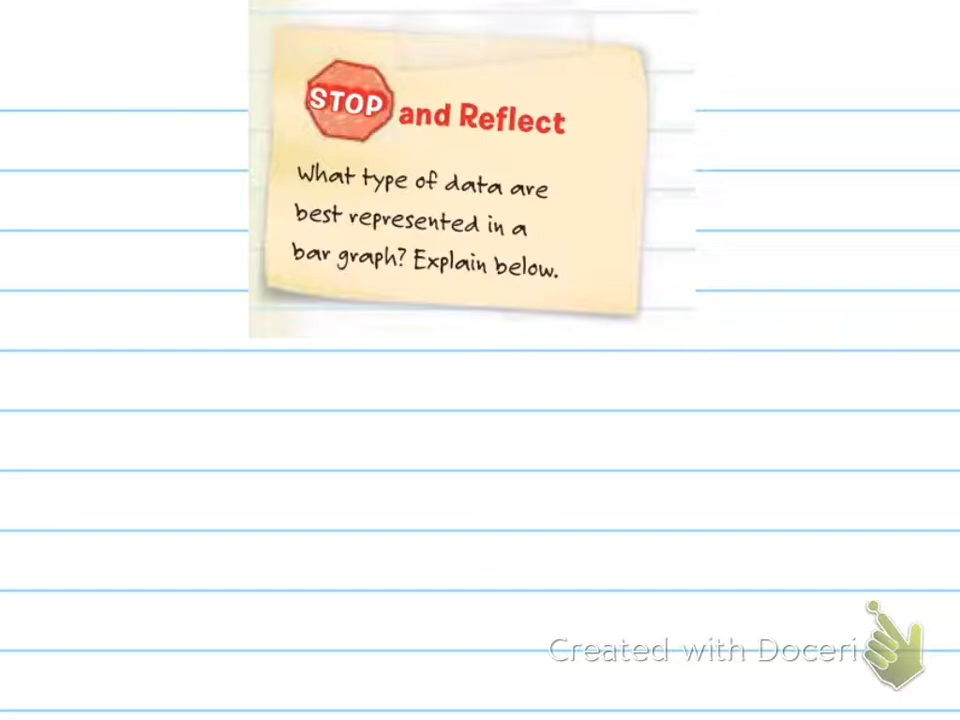 STOP and Reflect
What type of data are
best represented in a
bar graph? Explain below.
Created with Doceri